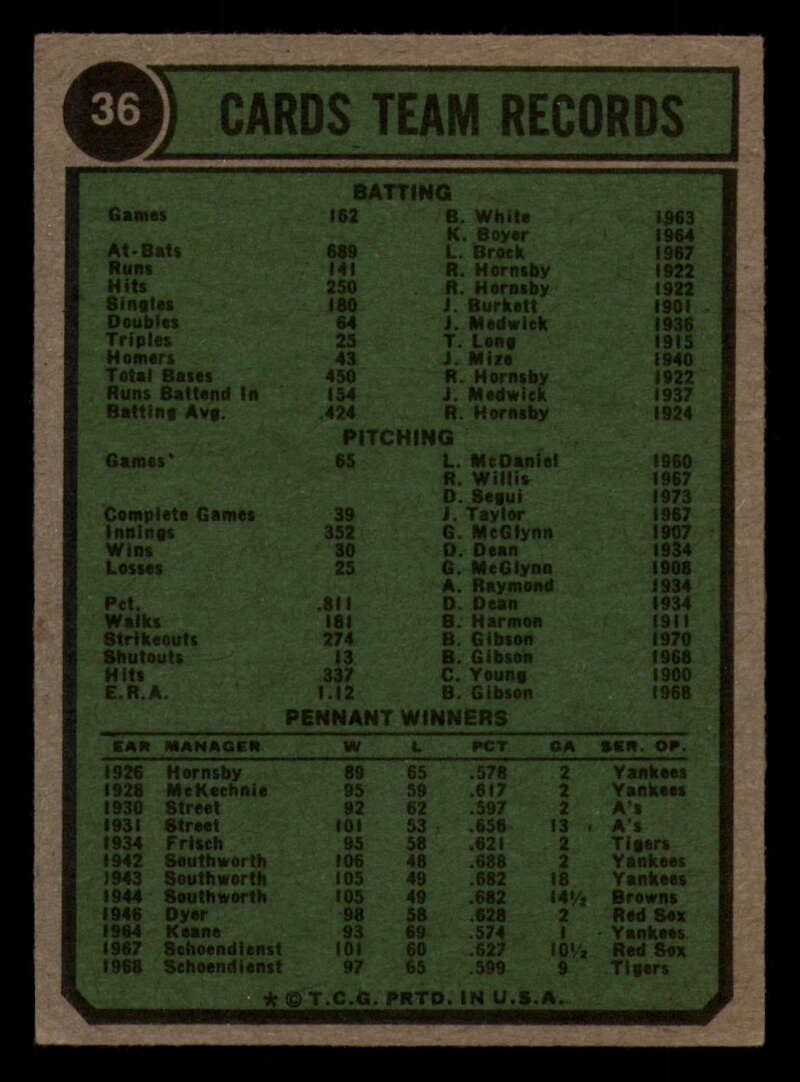 36 CARDS TEAM RECORDS
BATTING
Games 162 B. White 1963
K. Boyer 1964
At-Bats 689 L. Brock 1967
Runs 141 R. Hornsby 1922
Hits 250 R. Hornsby 1922
Singles 180 J. Burkett 1901
Doubles 64 J. Medwick 1936
Triples 25 T. Long 1915
Homers 43 J. Mize 1940
Total Bases 450 R. Hornsby 1922
Runs Battend In 154 J. Medwick 1937
Batting Avg. .424 R. Hornsby 1924
PITCHING
Games 65 L. McDaniel 1960
R. Willis 1967
D. Segui 1973
Complete Games 39 J. Taylor 1967
Innings 352 G. McGlynn 1907
Wins 30 D. Dean 1934
Losses 25 G. McGlynn 1908
A. Raymond 1934
Pct. .811 D. Dean 1934
Walks 181 B. Harmon 1911
Strikeouts 274 B. Gibson 1970
Shutouts 13 B. Gibson 1968
Hits 337 C. Young 1900
E.R.A. 1.12 B. Gibson 1968
PENNANT WINNERS
EAR MANAGER W L PCT GA SER. OP.
1926 Hornsby 89 65 .578 2 Yankees
1928 McKechnie 95 59 .617 2 Yankees
1930 Street 92 62 .597 2 A's
1931 Street 101 53 .656 13 A's
1934 Frisch 95 58 .621 2 Tigers
1942 Southworth 106 48 .688 2 Yankees
1943 Southworth 105 49 .682 18 Yankees
1944 Southworth 105 49 .682 14½ Browns
1946 Dyer 98 58 .628 2 Red Sox
1964 Keane 93 69 .574 1 Yankees
1967 Schoendienst 101 60 .627 10½ Red Sox
1968 Schoendienst 97 65 .599 9 Tigers
★ © T.C.G. PRTD. IN U.S.A.